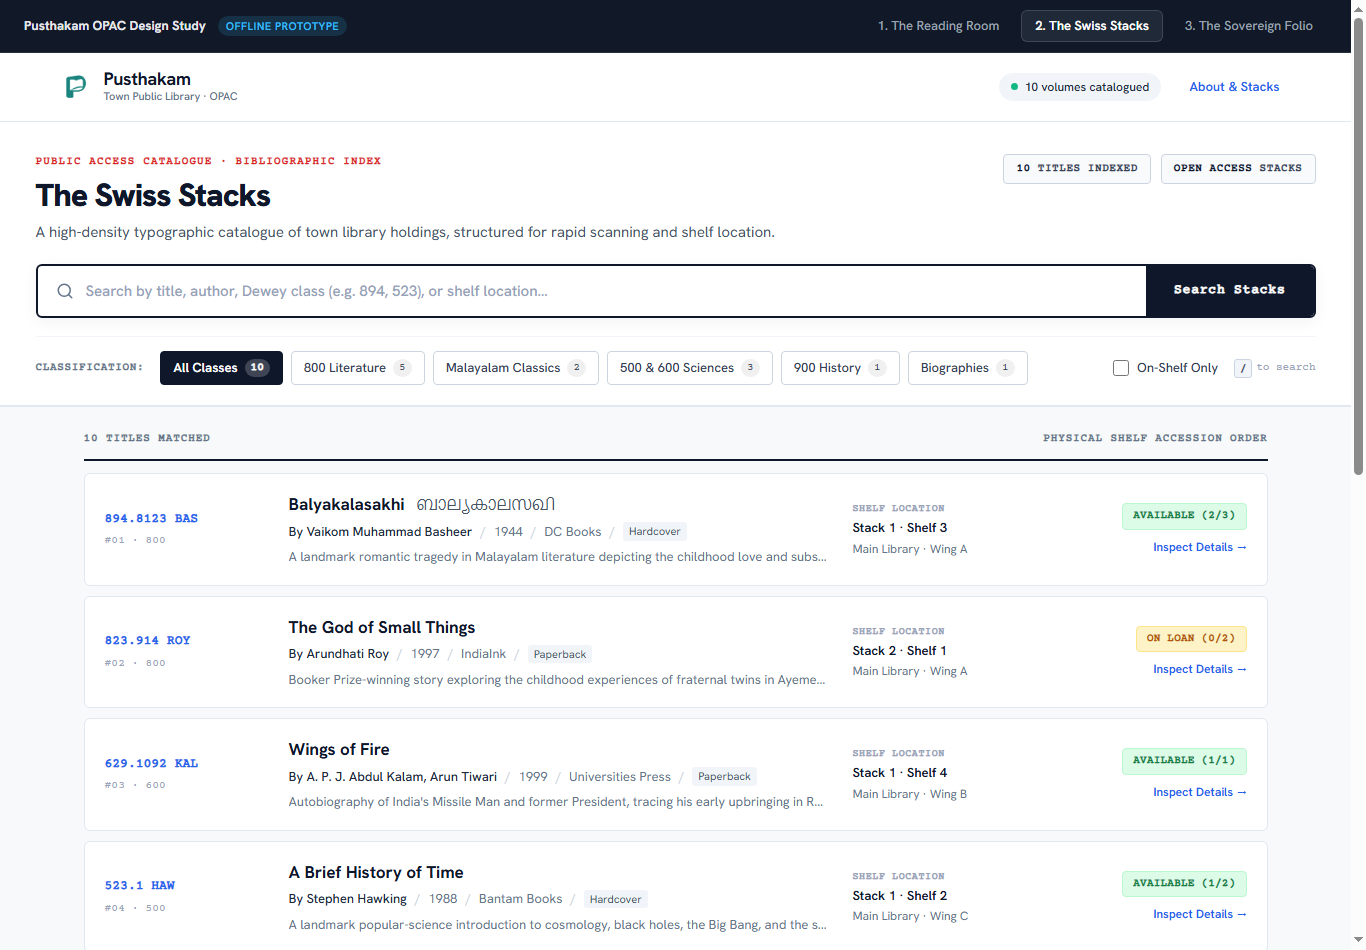 Pusthakam OPAC Design Study OFFLINE PROTOTYPE 1. The Reading Room 2. The Swiss Stacks 3. The Sovereign Folio
Pusthakam
Town Public Library · OPAC
10 volumes catalogued About & Stacks
PUBLIC ACCESS CATALOGUE · BIBLIOGRAPHIC INDEX
10 TITLES INDEXED OPEN ACCESS STACKS
The Swiss Stacks
A high-density typographic catalogue of town library holdings, structured for rapid scanning and shelf location.
Search by title, author, Dewey class (e.g. 894, 523), or shelf location... Search Stacks
CLASSIFICATION: All Classes 10 800 Literature 5 Malayalam Classics 2 500 & 600 Sciences 3 900 History 1 Biographies 1 On-Shelf Only / to search
10 TITLES MATCHED PHYSICAL SHELF ACCESSION ORDER
894.8123 BAS
#01 · 800
Balyakalasakhi ബാല്യകാലസഖി
By Vaikom Muhammad Basheer / 1944 / DC Books / Hardcover
A landmark romantic tragedy in Malayalam literature depicting the childhood love and subs...
SHELF LOCATION
Stack 1 · Shelf 3
Main Library · Wing A
AVAILABLE (2/3)
Inspect Details →
823.914 ROY
#02 · 800
The God of Small Things
By Arundhati Roy / 1997 / IndiaInk / Paperback
Booker Prize-winning story exploring the childhood experiences of fraternal twins in Ayeme...
SHELF LOCATION
Stack 2 · Shelf 1
Main Library · Wing A
ON LOAN (0/2)
Inspect Details →
629.1092 KAL
#03 · 600
Wings of Fire
By A. P. J. Abdul Kalam, Arun Tiwari / 1999 / Universities Press / Paperback
Autobiography of India's Missile Man and former President, tracing his early upbringing in R...
SHELF LOCATION
Stack 1 · Shelf 4
Main Library · Wing B
AVAILABLE (1/1)
Inspect Details →
523.1 HAW
#04 · 500
A Brief History of Time
By Stephen Hawking / 1988 / Bantam Books / Hardcover
A landmark popular-science introduction to cosmology, black holes, the Big Bang, and the s...
SHELF LOCATION
Stack 1 · Shelf 2
Main Library · Wing C
AVAILABLE (1/2)
Inspect Details →